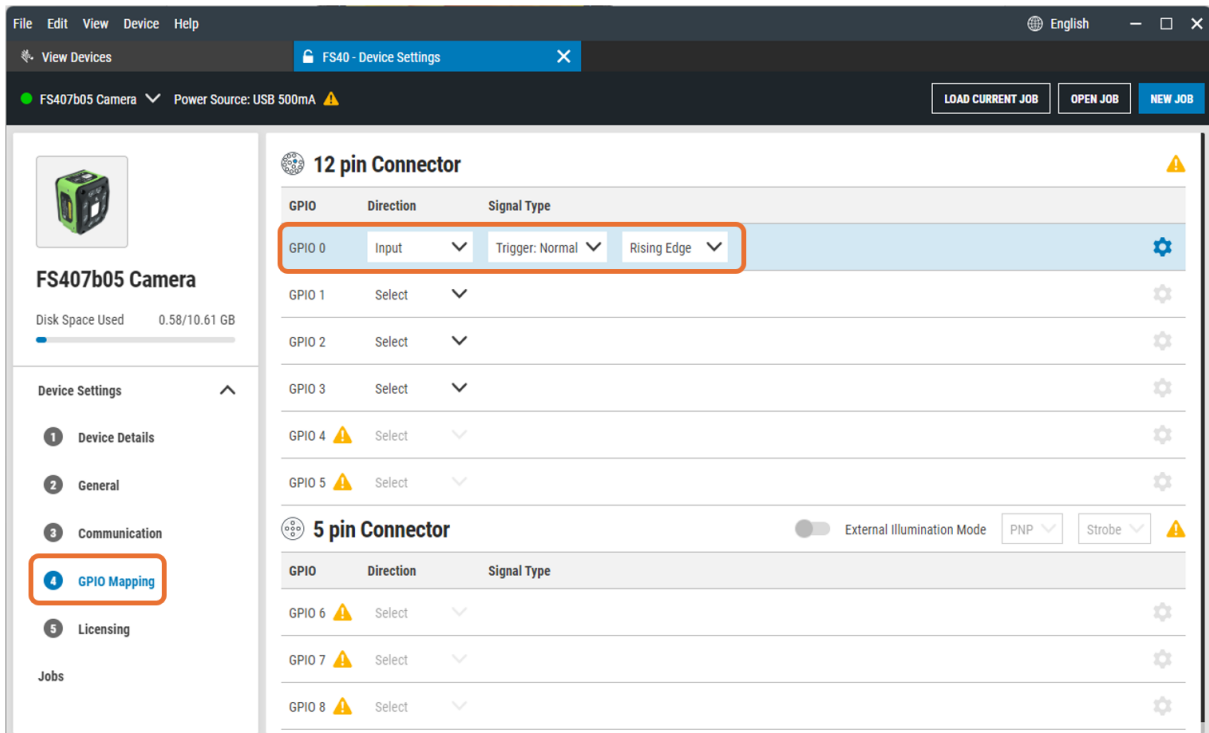 File Edit View Device Help English
View Devices FS40 - Device Settings
FS407b05 Camera Power Source: USB 500mA LOAD CURRENT JOB OPEN JOB NEW JOB
FS407b05 Camera
Disk Space Used 0.58/10.61 GB
Device Settings
1 Device Details
2 General
3 Communication
4 GPIO Mapping
5 Licensing
Jobs
12 pin Connector
GPIO Direction Signal Type
GPIO 0 Input Trigger: Normal Rising Edge
GPIO 1 Select
GPIO 2 Select
GPIO 3 Select
GPIO 4 Select
GPIO 5 Select
5 pin Connector External Illumination Mode PNP Strobe
GPIO Direction Signal Type
GPIO 6 Select
GPIO 7 Select
GPIO 8 Select